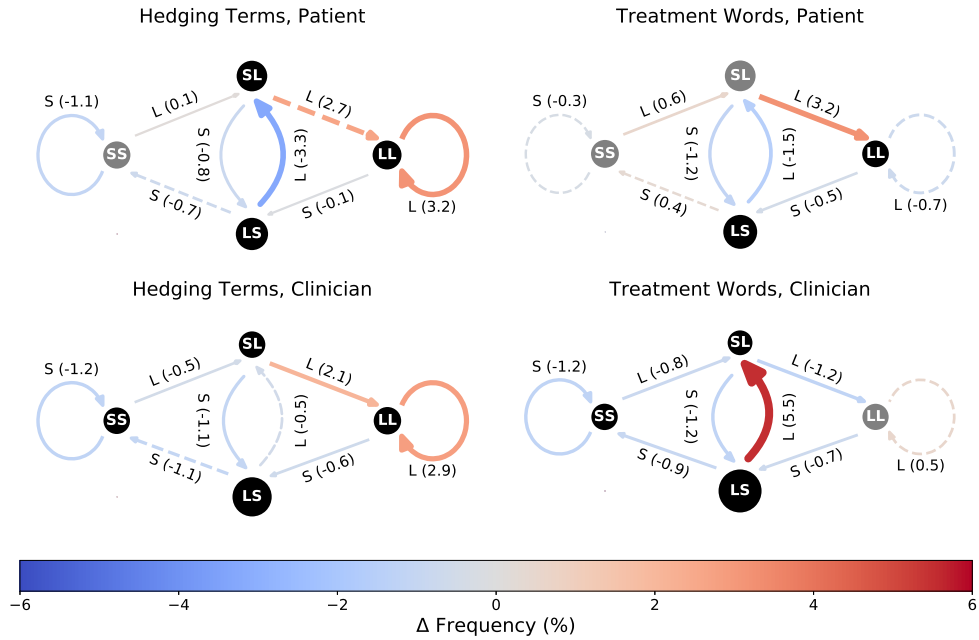 Hedging Terms, Patient
Treatment Words, Patient
S (-1.1)
L (0.1)
SL
L (2.7)
SS
S (-0.8)
L (-3.3)
LL
S (-0.7)
S (-0.1)
L (3.2)
LS
S (-0.3)
L (0.6)
SL
L (3.2)
SS
S (-1.2)
L (-1.5)
LL
S (0.4)
S (-0.5)
L (-0.7)
LS
Hedging Terms, Clinician
Treatment Words, Clinician
S (-1.2)
L (-0.5)
SL
L (2.1)
SS
S (-1.1)
L (-0.5)
LL
S (-1.1)
S (-0.6)
L (2.9)
LS
S (-1.2)
L (-0.8)
SL
L (-1.2)
SS
S (-1.2)
L (5.5)
LL
S (-0.9)
S (-0.7)
L (0.5)
LS
−6 −4 −2 0 2 4 6
Δ Frequency (%)